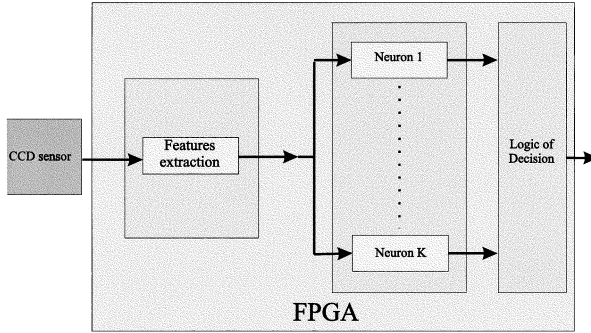 CCD sensor
Features
extraction
Neuron 1
Neuron K
Logic of
Decision
FPGA